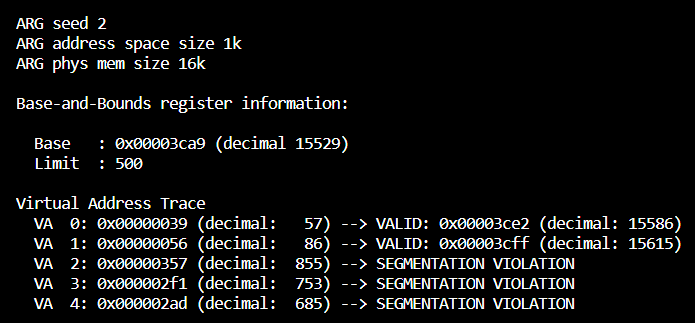 ARG seed 2
ARG address space size 1k
ARG phys mem size 16k
Base-and-Bounds register information:
Base   : 0x00003ca9 (decimal 15529)
Limit  : 500
Virtual Address Trace
VA  0: 0x00000039 (decimal:   57) --> VALID: 0x00003ce2 (decimal: 15586)
VA  1: 0x00000056 (decimal:   86) --> VALID: 0x00003cff (decimal: 15615)
VA  2: 0x00000357 (decimal:  855) --> SEGMENTATION VIOLATION
VA  3: 0x000002f1 (decimal:  753) --> SEGMENTATION VIOLATION
VA  4: 0x000002ad (decimal:  685) --> SEGMENTATION VIOLATION